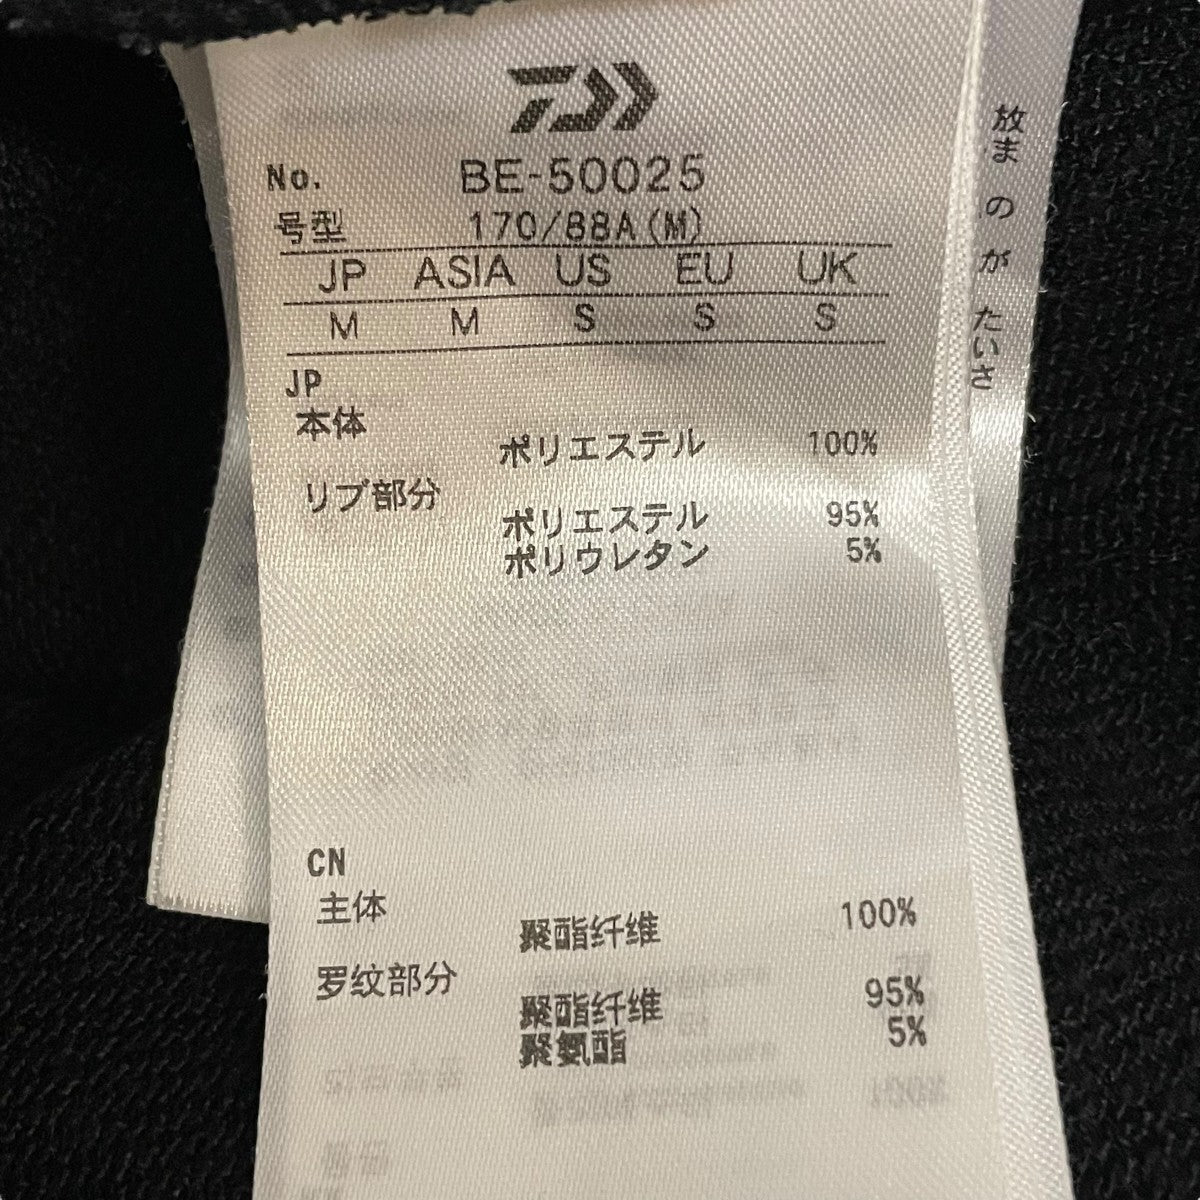 No. BE-50025
号型 170/88A(M)
JP ASIA US EU UK
M M S S S
JP
本体
ポリエステル 100%
リブ部分
ポリエステル 95%
ポリウレタン 5%
CN
主体
聚酯纤维 100%
罗纹部分
聚酯纤维 95%
聚氨酯 5%
放ま
の
が
たいさ